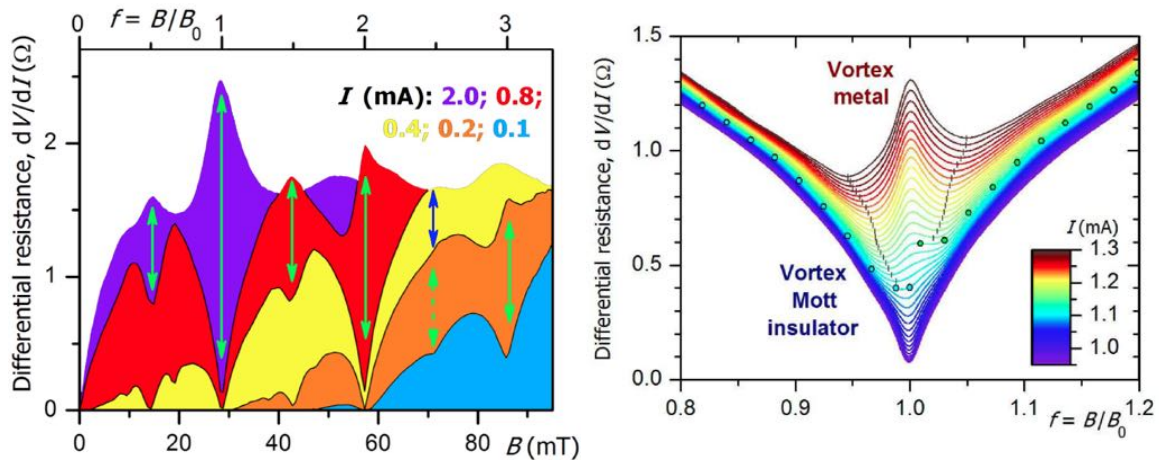 0 f = B/B₀ 1 2 3
I (mA): 2.0; 0.8;
0.4; 0.2; 0.1
Differential resistance, dV/dI (Ω)
2
1
0
0 20 40 60 80 B (mT)
1.5
Vortex
metal
1.0
Differential resistance, dV/dI (Ω)
I (mA)
1.3
0.5
Vortex
Mott
insulator
1.2
1.1
1.0
0.0
0.8 0.9 1.0 1.1 f = B/B₀ 1.2